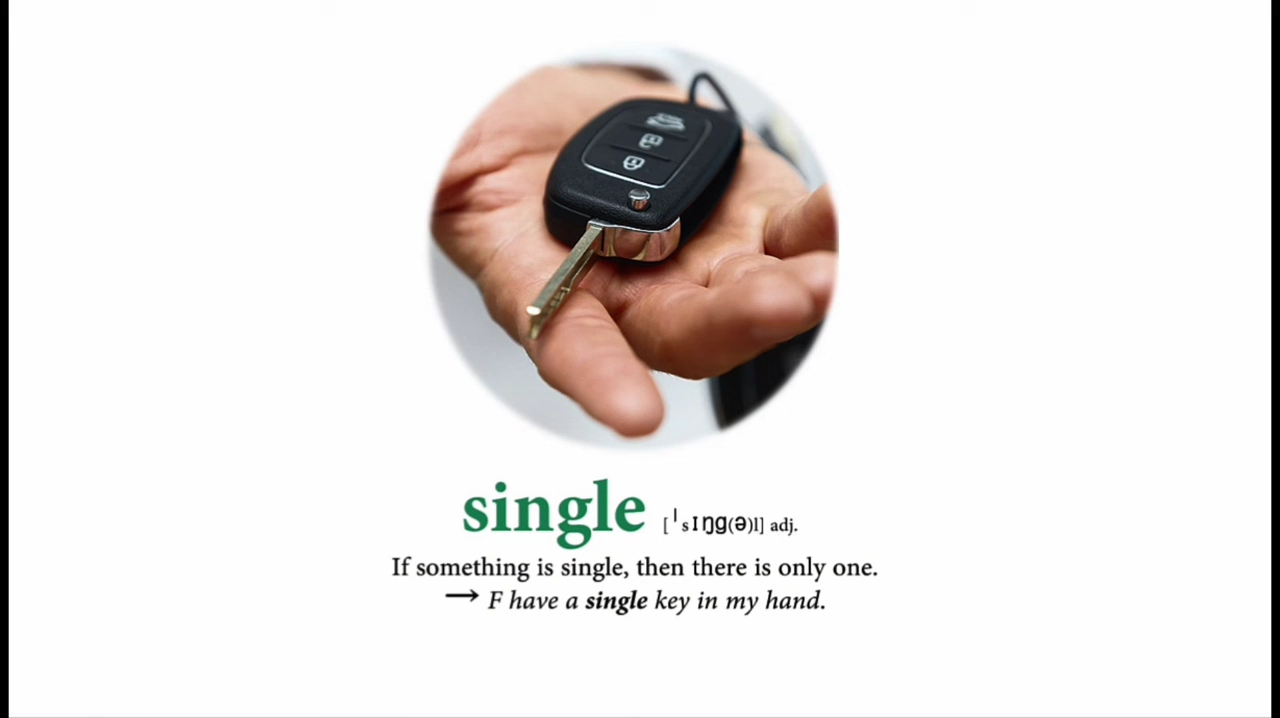 single [ˈsɪŋg(ə)l] adj.
If something is single, then there is only one.
→ F have a single key in my hand.